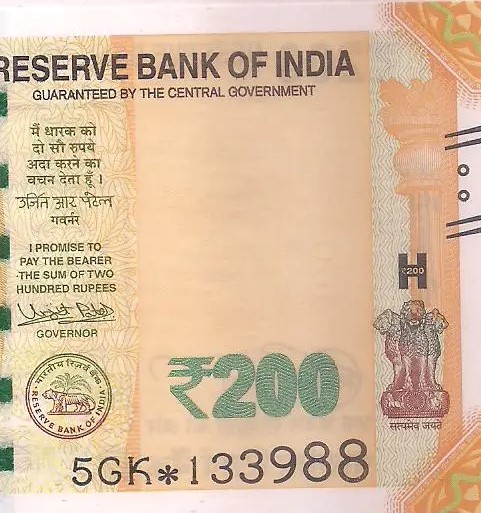 RESERVE BANK OF INDIA
GUARANTEED BY THE CENTRAL GOVERNMENT
मैं धारक को
दो सौ रुपये
अदा करने का
वचन देता हूँ ।
उर्जित आर पटेल
गवर्नर
I PROMISE TO
PAY THE BEARER
THE SUM OF TWO
HUNDRED RUPEES
GOVERNOR
H
₹200
सत्यमेव जयते
भारतीय रिज़र्व बैंक
RESERVE BANK OF INDIA
₹200
5GK*133988